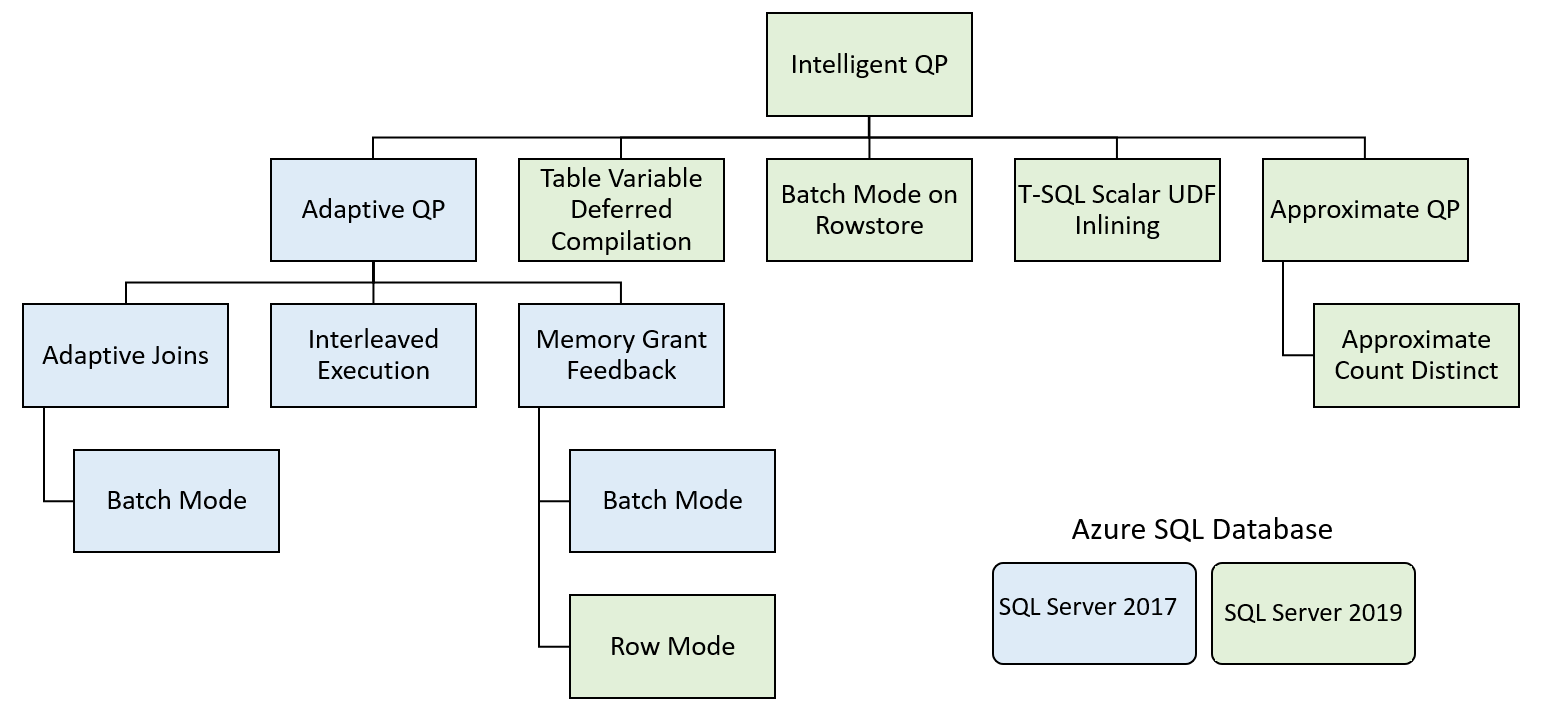 Intelligent QP
Adaptive QP
Table Variable
Deferred
Compilation
Batch Mode on
Rowstore
T-SQL Scalar UDF
Inlining
Approximate QP
Adaptive Joins
Interleaved
Execution
Memory Grant
Feedback
Approximate
Count Distinct
Batch Mode
Batch Mode
Row Mode
Azure SQL Database
SQL Server 2017
SQL Server 2019